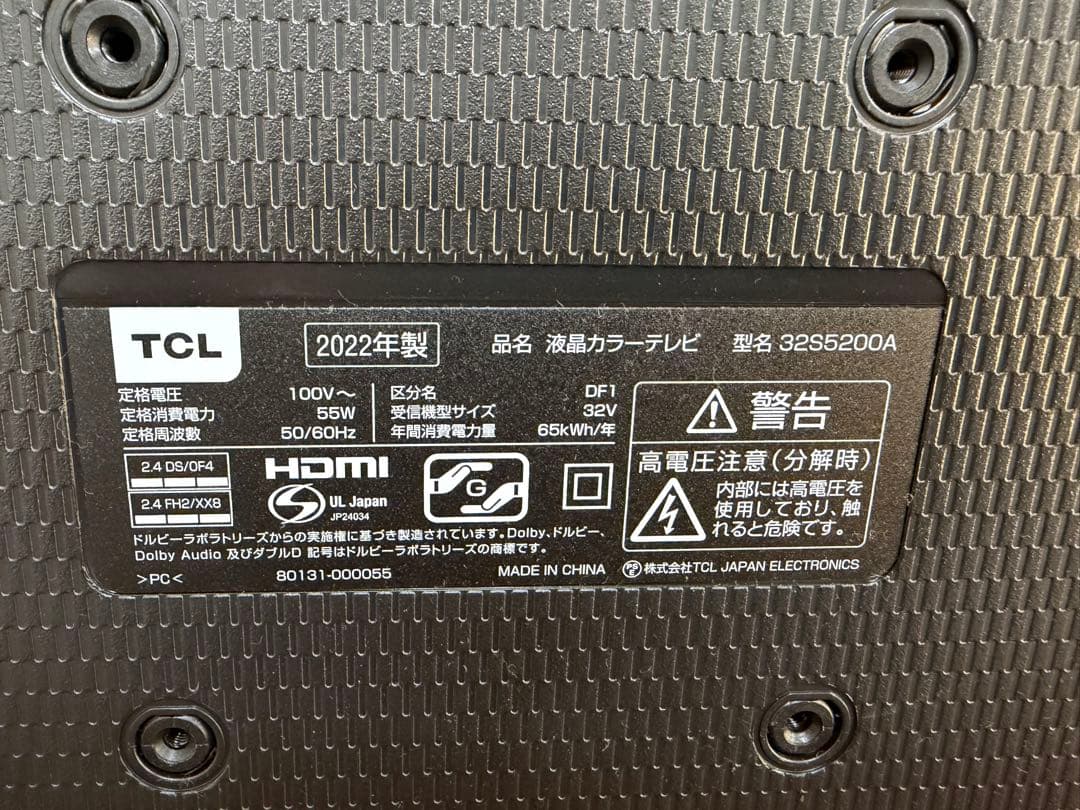 TCL
2022年製
品名 液晶カラーテレビ 型名 32S5200A
定格電圧 100V～
定格消費電力 55W
定格周波数 50/60Hz
区分名 DF1
受信機型サイズ 32V
年間消費電力量 65kWh/年
2.4 DS/OF4
2.4 FH2/XX8
HDMI
S
UL Japan
JP24034
G
警告
高電圧注意（分解時）
内部には高電圧を
使用しており、触
れると危険です。
ドルビーラボラトリーズからの実施権に基づき製造されています。Dolby、ドルビー、
Dolby Audio 及びダブルD 記号はドルビーラボラトリーズの商標です。
>PC< 80131-000055 MADE IN CHINA PSE 株式会社TCL JAPAN ELECTRONICS